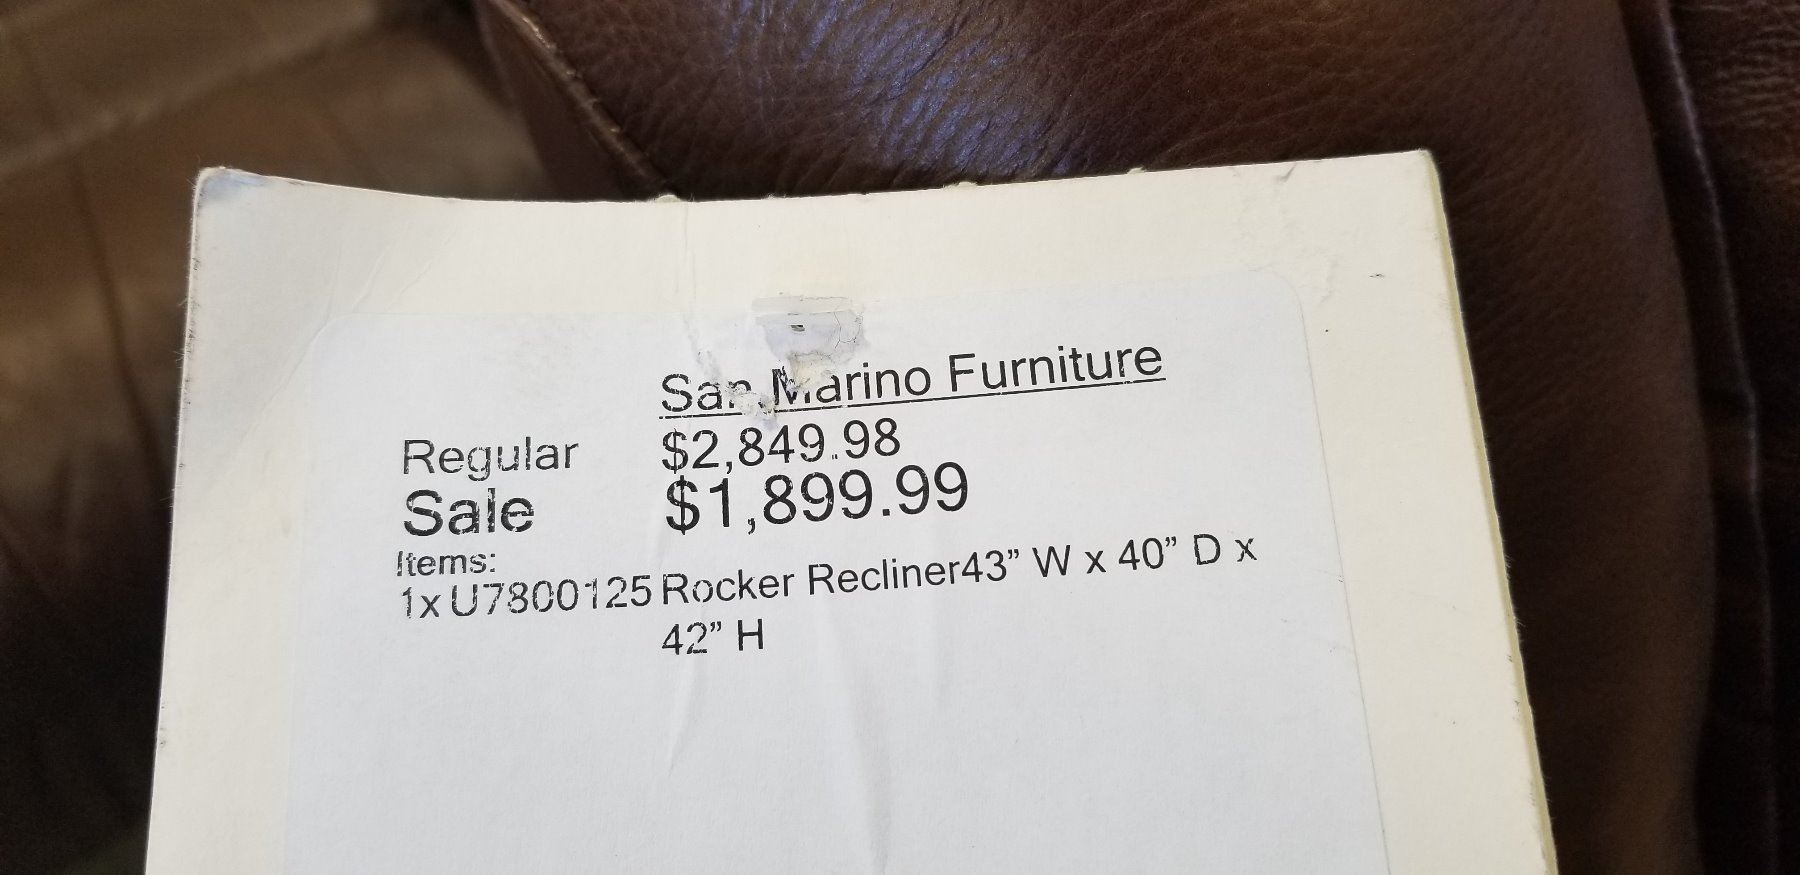 San Marino Furniture
Regular $2,849.98
Sale $1,899.99
Items:
1x U7800125 Rocker Recliner43” W x 40” D x
42” H